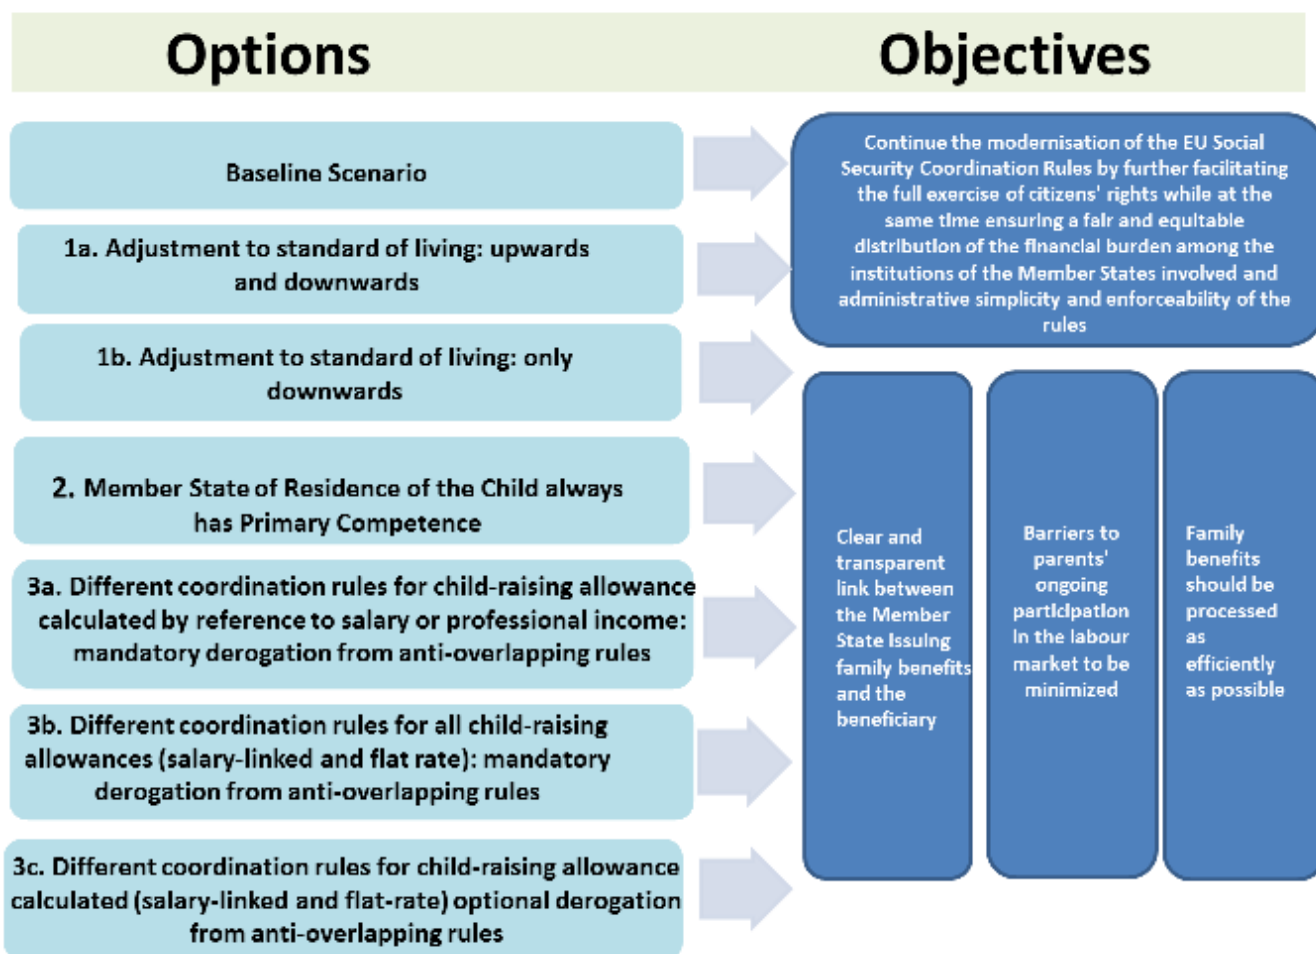 Options
Objectives
Baseline Scenario
1a. Adjustment to standard of living: upwards
and downwards
1b. Adjustment to standard of living: only
downwards
2. Member State of Residence of the Child always
has Primary Competence
3a. Different coordination rules for child-raising allowance
calculated by reference to salary or professional income:
mandatory derogation from anti-overlapping rules
3b. Different coordination rules for all child-raising
allowances (salary-linked and flat rate): mandatory
derogation from anti-overlapping rules
3c. Different coordination rules for child-raising allowance
calculated (salary-linked and flat-rate) optional derogation
from anti-overlapping rules
Continue the modernisation of the EU Social
Security Coordination Rules by further facilitating
the full exercise of citizens' rights while at the
same time ensuring a fair and equitable
distribution of the financial burden among the
institutions of the Member States involved and
administrative simplicity and enforceability of the
rules
Clear and
transparent
link between
the Member
State issuing
family benefits
and the
beneficiary
Barriers to
parents'
ongoing
participation
in the labour
market to be
minimized
Family
benefits
should be
processed
as
efficiently
as possible